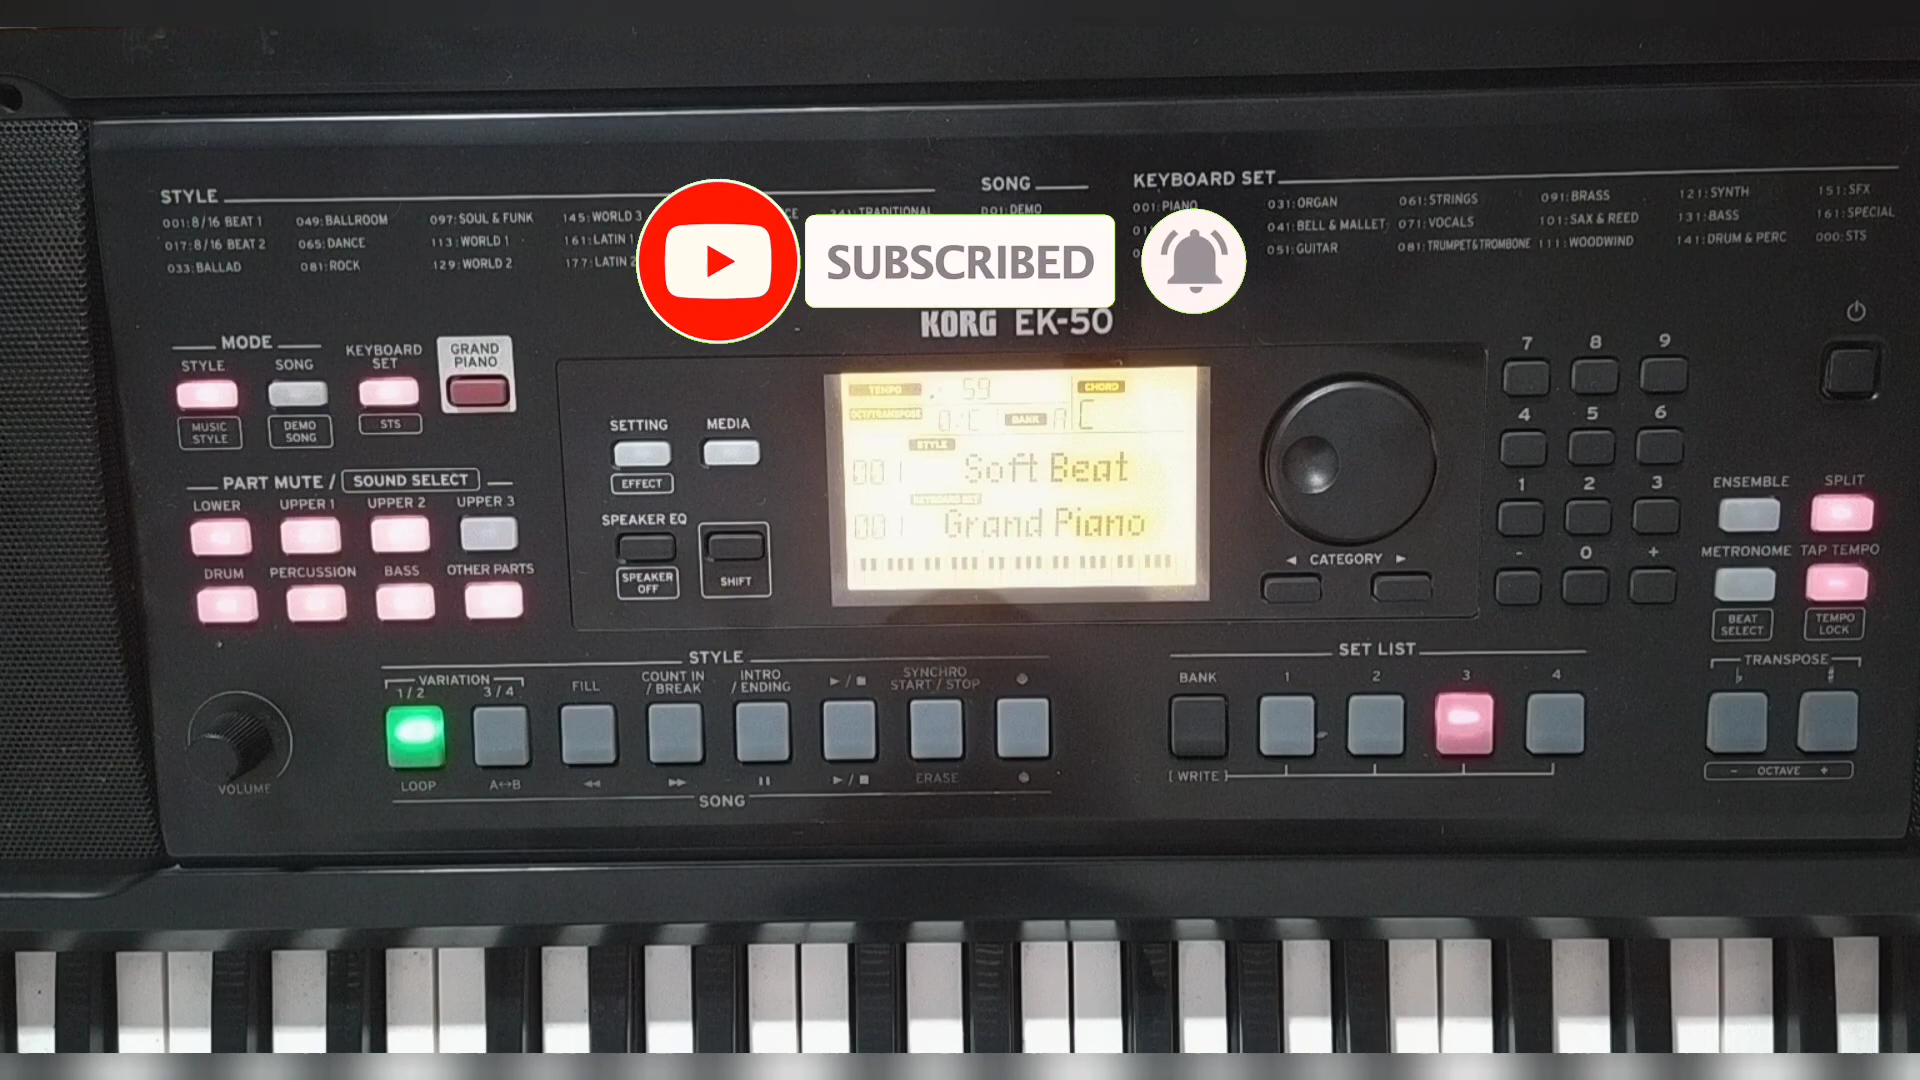 STYLE
001:8/16 BEAT 1
017:8/16 BEAT 2
033:BALLAD
049:BALLROOM
065:DANCE
081:ROCK
097:SOUL & FUNK
113:WORLD 1
129:WORLD 2
145:WORLD 3
161:LATIN 1
177:LATIN 2
TRADITIONAL
SONG
001:DEMO
KEYBOARD SET
001:PIANO
031:ORGAN
041:BELL & MALLET
051:GUITAR
061:STRINGS
071:VOCALS
081:TRUMPET&TROMBONE
091:BRASS
101:SAX & REED
111:WOODWIND
121:SYNTH
131:BASS
141:DRUM & PERC
151:SFX
161:SPECIAL
000:STS
SUBSCRIBED
KORG EK-50
MODE
STYLE
SONG
KEYBOARD
SET
GRAND
PIANO
MUSIC
STYLE
DEMO
SONG
STS
PART MUTE / SOUND SELECT
LOWER
UPPER 1
UPPER 2
UPPER 3
DRUM
PERCUSSION
BASS
OTHER PARTS
SETTING
MEDIA
EFFECT
SPEAKER EQ
SPEAKER
OFF
SHIFT
TEMPO
59
CHORD
OCT/TRANSPOSE
0:C
BANK
A
C
STYLE
001 Soft Beat
KEYBOARD SET
001 Grand Piano
◄ CATEGORY ►
7 8 9
4 5 6
1 2 3
- 0 +
ENSEMBLE
SPLIT
METRONOME
TAP TEMPO
BEAT
SELECT
TEMPO
LOCK
TRANSPOSE
♭ ♯
- OCTAVE +
STYLE
VARIATION
1/2 3/4
FILL
COUNT IN
/ BREAK
INTRO
/ ENDING
►/■
SYNCHRO
START / STOP
●
LOOP
A↔B
◄◄
►►
❚❚
►/■
ERASE
●
SONG
VOLUME
SET LIST
BANK
1 2 3 4
[ WRITE ]